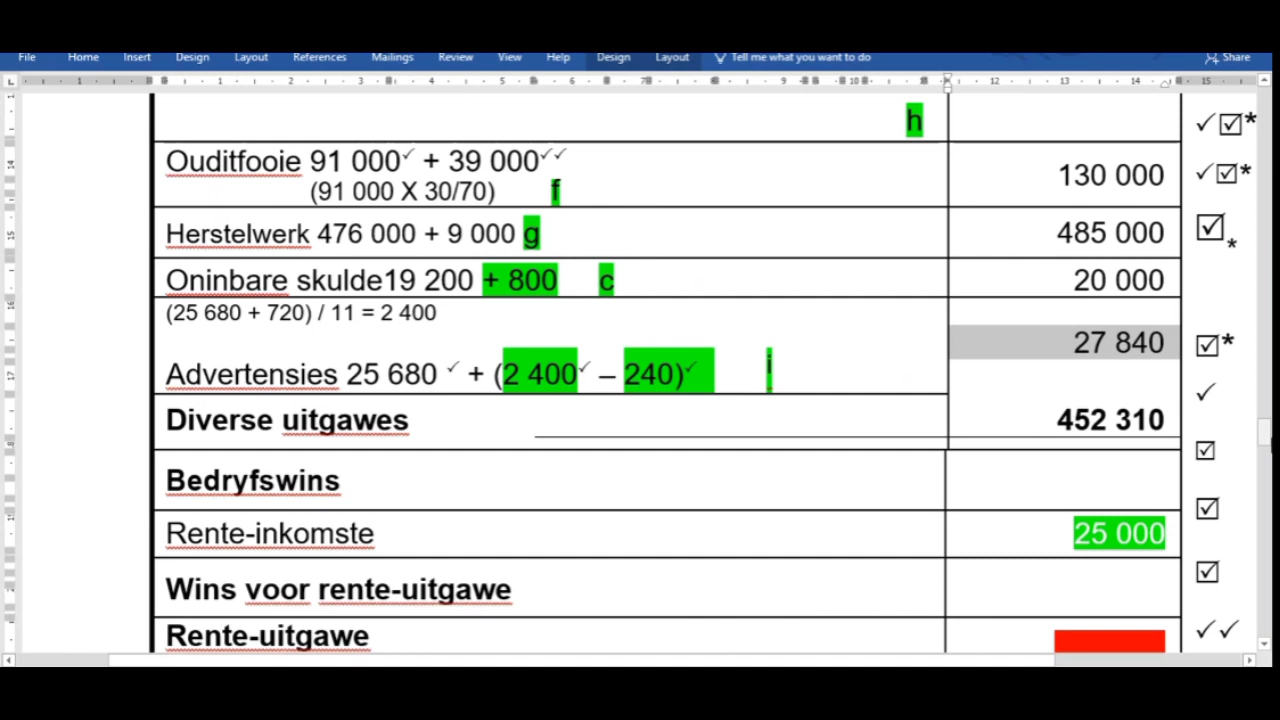 File Home Insert Design Layout References Mailings Review View Help Design Layout Tell me what you want to do Share
h
Ouditfooie 91 000✓ + 39 000✓✓ 130 000 ✓☑*
(91 000 X 30/70) f
Herstelwerk 476 000 + 9 000 g 485 000 ☑*
Oninbare skulde19 200 + 800 c 20 000
(25 680 + 720) / 11 = 2 400
27 840 ☑*
Advertensies 25 680 ✓ + (2 400✓ – 240)✓ i
Diverse uitgawes 452 310
Bedryfswins
Rente-inkomste 25 000
Wins voor rente-uitgawe
Rente-uitgawe